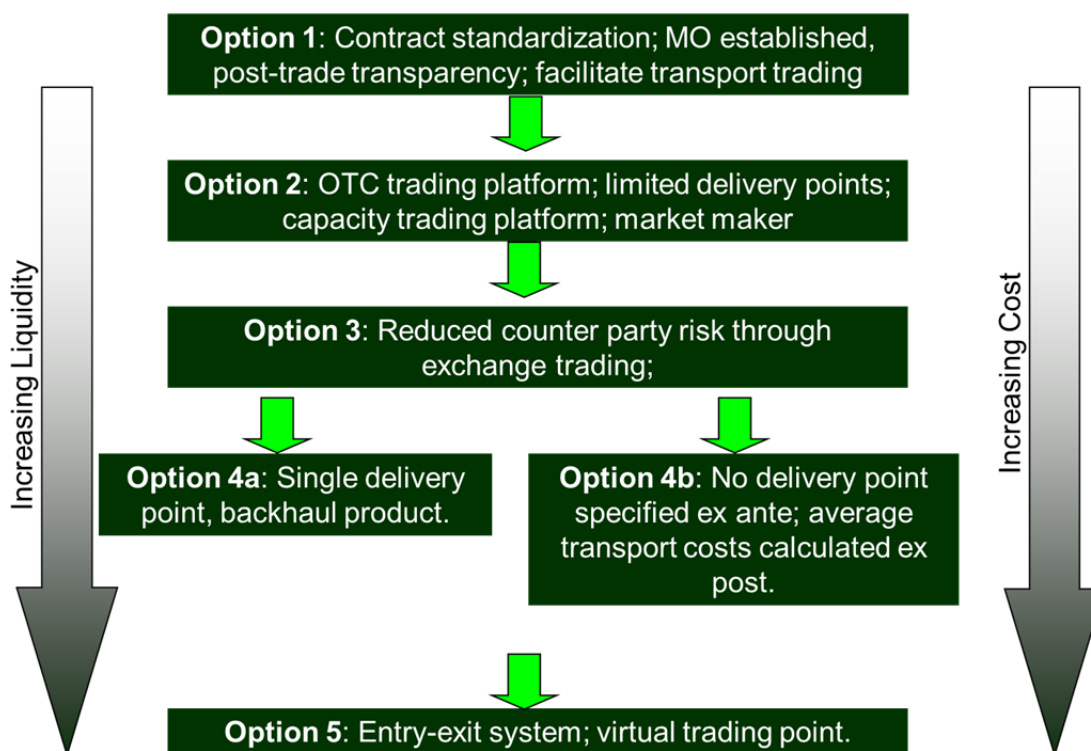 Option 1: Contract standardization; MO established,
post-trade transparency; facilitate transport trading
Option 2: OTC trading platform; limited delivery points;
capacity trading platform; market maker
Option 3: Reduced counter party risk through
exchange trading;
Option 4a: Single delivery
point, backhaul product.
Option 4b: No delivery point
specified ex ante; average
transport costs calculated ex
post.
Option 5: Entry-exit system; virtual trading point.
Increasing Liquidity
Increasing Cost